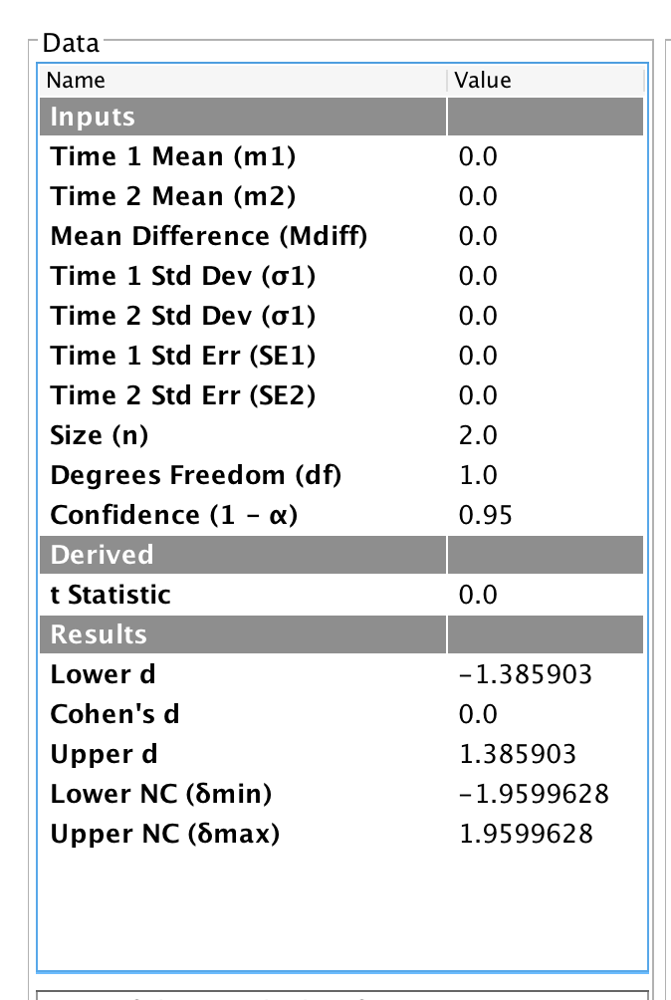 Data
Name Value
Inputs
Time 1 Mean (m1) 0.0
Time 2 Mean (m2) 0.0
Mean Difference (Mdiff) 0.0
Time 1 Std Dev (σ1) 0.0
Time 2 Std Dev (σ1) 0.0
Time 1 Std Err (SE1) 0.0
Time 2 Std Err (SE2) 0.0
Size (n) 2.0
Degrees Freedom (df) 1.0
Confidence (1 – α) 0.95
Derived
t Statistic 0.0
Results
Lower d –1.385903
Cohen's d 0.0
Upper d 1.385903
Lower NC (δmin) –1.9599628
Upper NC (δmax) 1.9599628